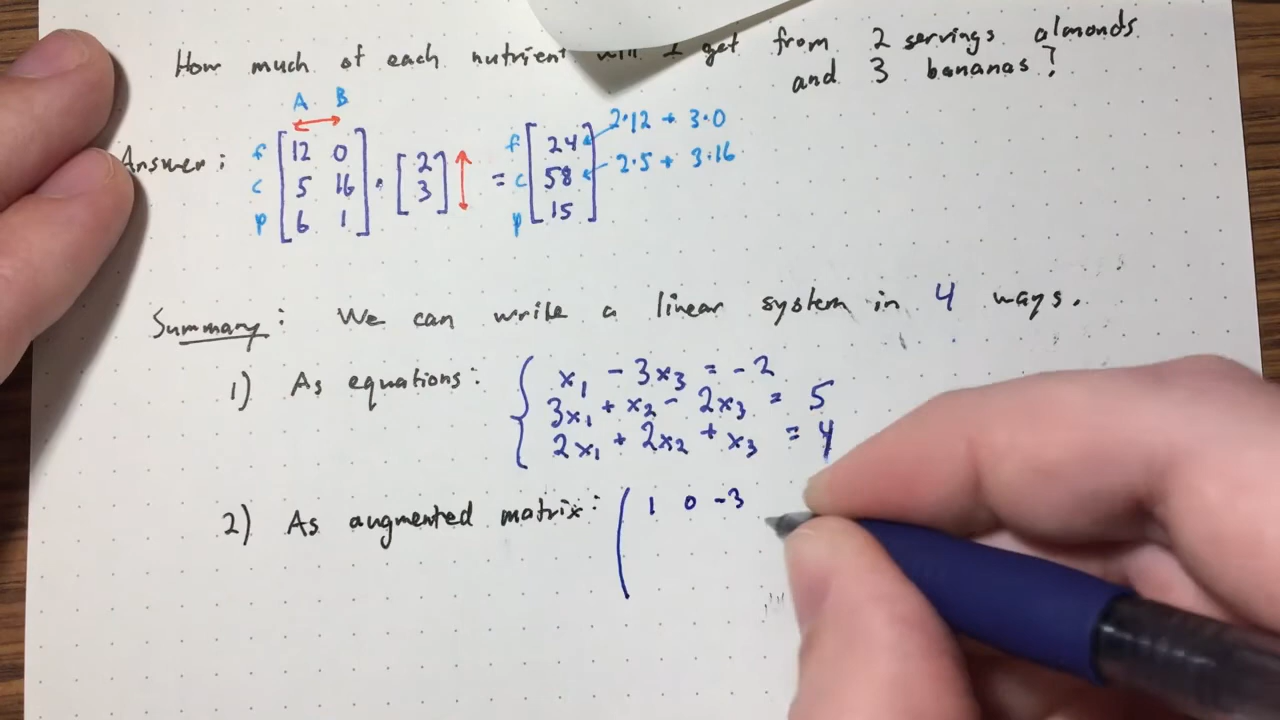 How much of each nutrient will I get from 2 servings almonds
and 3 bananas?
A B
Answer: f [12 0] [2] = f [24] 2·12 + 3·0
c [5 16] · [3] c [58] 2·5 + 3·16
p [6 1] p [15]
Summary: We can write a linear system in 4 ways.
1) As equations: { x₁ - 3x₃ = -2
3x₁ + x₂ - 2x₃ = 5
2x₁ + 2x₂ + x₃ = 4
2) As augmented matrix: ( 1 0 -3